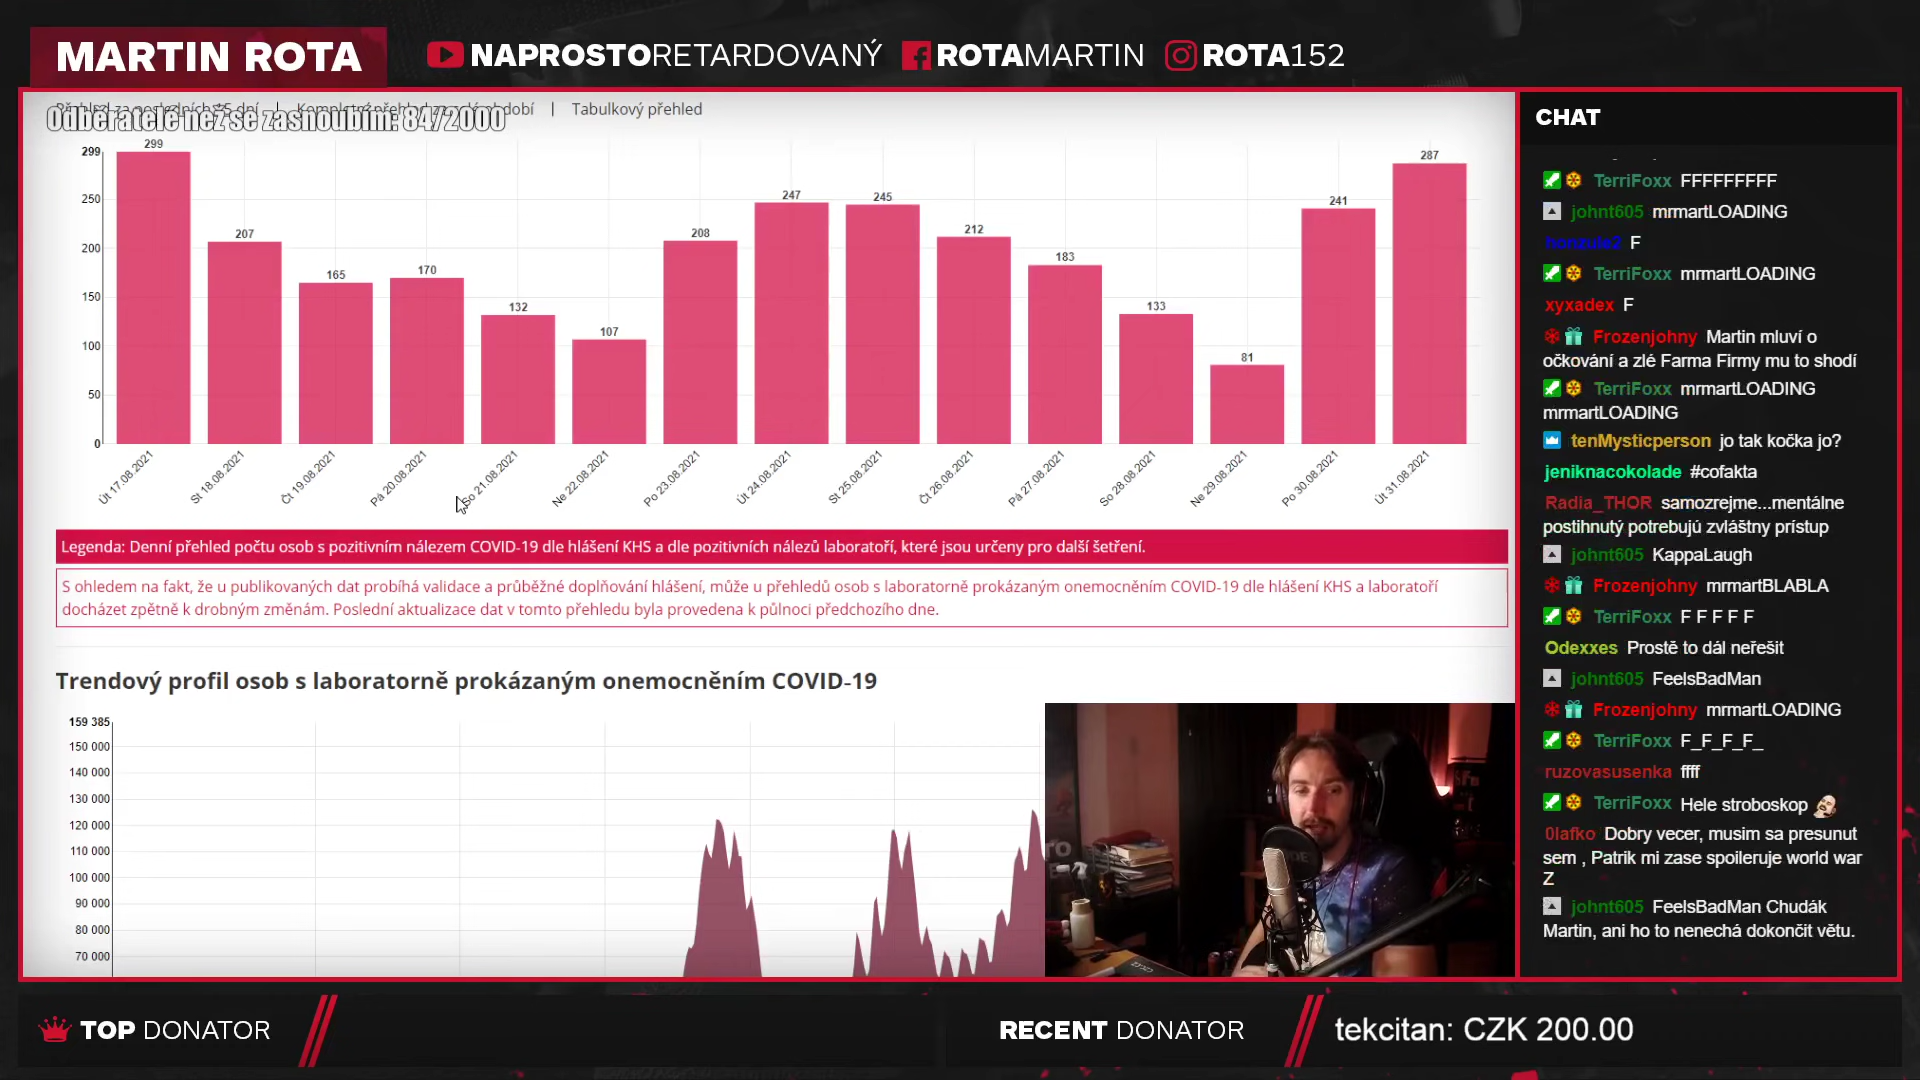 MARTIN ROTA
NAPROSTORETARDOVANÝ
ROTAMARTIN
ROTA152
Přehled za posledních 15 dní | Kompletní přehled za celé období | Tabulkový přehled
Odběratelé než se zasnoubím: 84/2000
299
250
200
150
100
50
0
299
207
165
170
132
107
208
247
245
212
183
133
81
241
287
Út 17.08.2021
St 18.08.2021
Čt 19.08.2021
Pá 20.08.2021
So 21.08.2021
Ne 22.08.2021
Po 23.08.2021
Út 24.08.2021
St 25.08.2021
Čt 26.08.2021
Pá 27.08.2021
So 28.08.2021
Ne 29.08.2021
Po 30.08.2021
Út 31.08.2021
Legenda: Denní přehled počtu osob s pozitivním nálezem COVID-19 dle hlášení KHS a dle pozitivních nálezů laboratoří, které jsou určeny pro další šetření.
S ohledem na fakt, že u publikovaných dat probíhá validace a průběžné doplňování hlášení, může u přehledů osob s laboratorně prokázaným onemocněním COVID-19 dle hlášení KHS a laboratoří
docházet zpětně k drobným změnám. Poslední aktualizace dat v tomto přehledu byla provedena k půlnoci předchozího dne.
Trendový profil osob s laboratorně prokázaným onemocněním COVID-19
159 385
150 000
140 000
130 000
120 000
110 000
100 000
90 000
80 000
70 000
CHAT
TerriFoxx FFFFFFFFF
johnt605 mrmartLOADING
honzule2 F
TerriFoxx mrmartLOADING
xyxadex F
Frozenjohny Martin mluví o
očkování a zlé Farma Firmy mu to shodí
TerriFoxx mrmartLOADING
mrmartLOADING
tenMysticperson jo tak kočka jo?
jeniknacokolade #cofakta
Radia_THOR samozrejme...mentálne
postihnutý potrebujú zvláštny prístup
johnt605 KappaLaugh
Frozenjohny mrmartBLABLA
TerriFoxx F F F F F
Odexxes Prostě to dál neřešit
johnt605 FeelsBadMan
Frozenjohny mrmartLOADING
TerriFoxx F_F_F_F_
ruzovasusenka ffff
TerriFoxx Hele stroboskop
0lafko Dobry vecer, musim sa presunut
sem , Patrik mi zase spoileruje world war
Z
johnt605 FeelsBadMan Chudák
Martin, ani ho to nenechá dokončit větu.
TOP DONATOR
RECENT DONATOR
tekcitan: CZK 200.00